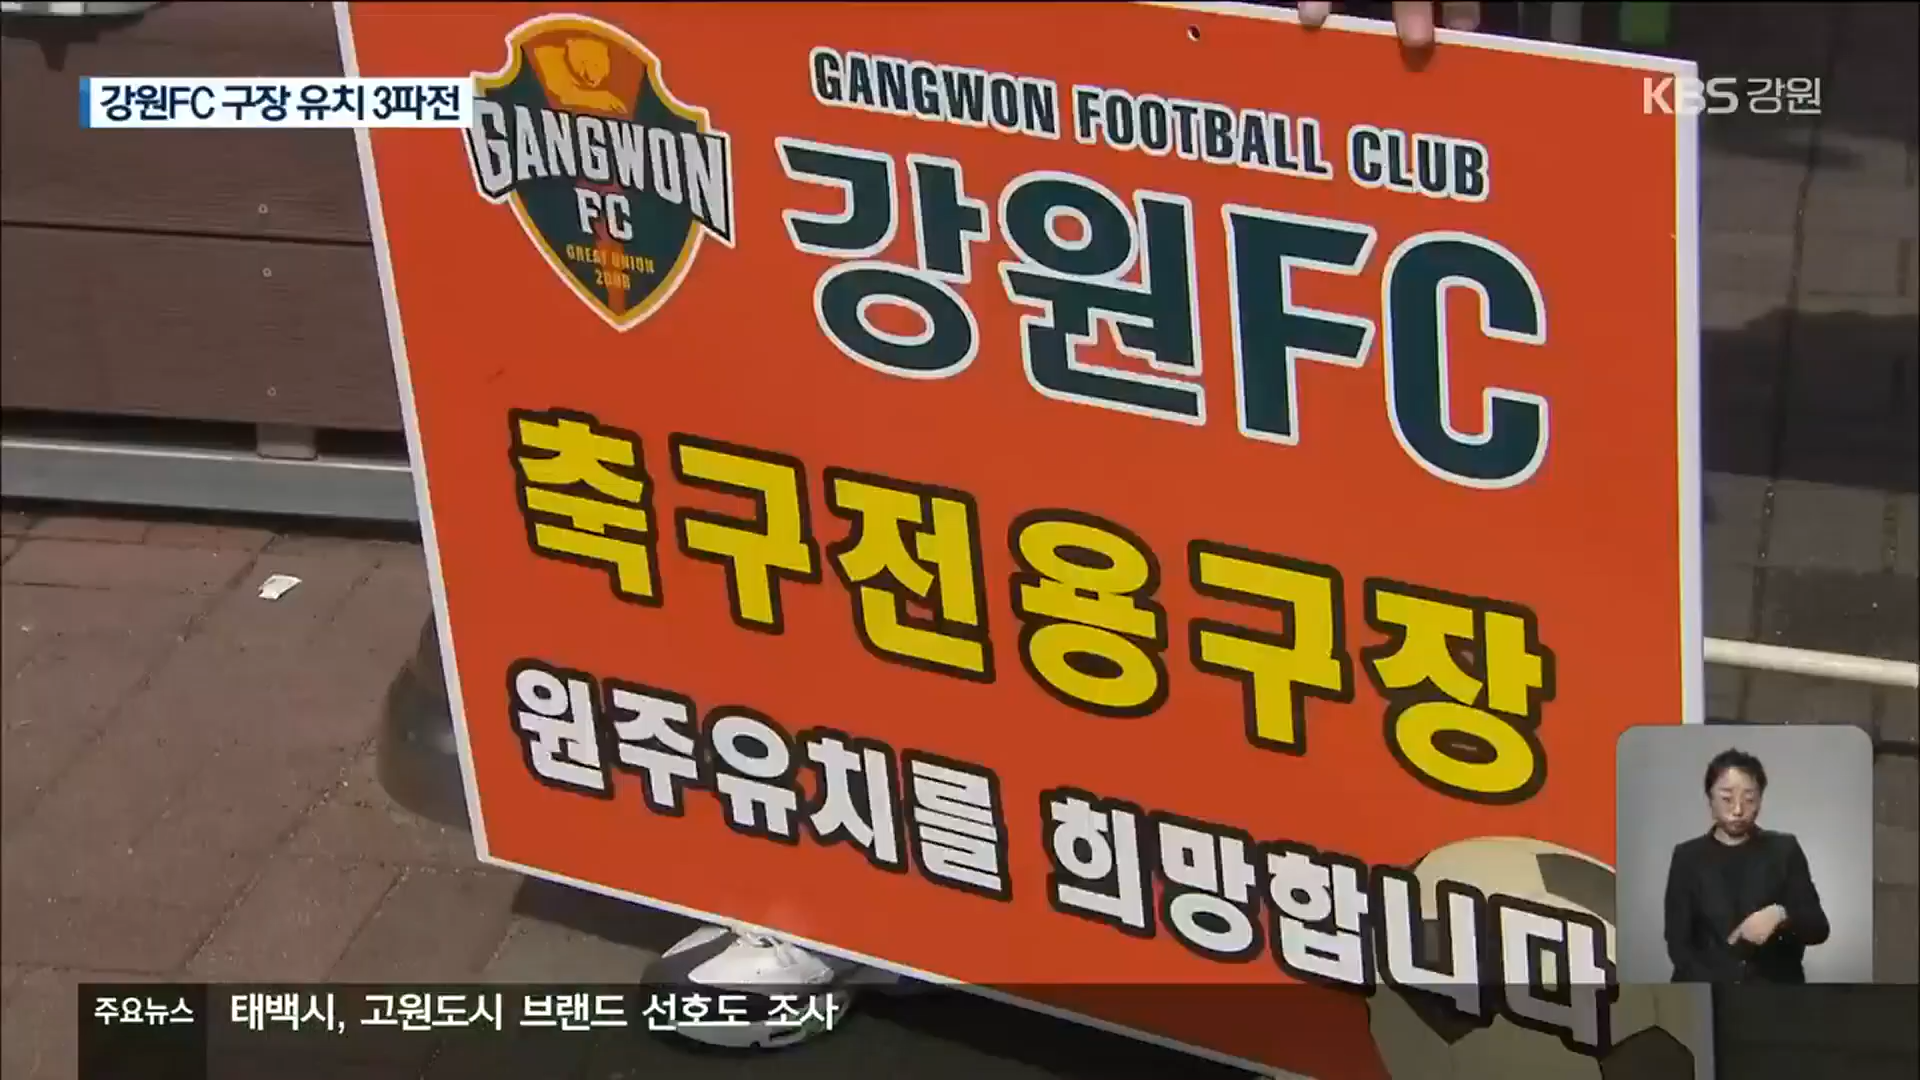 강원FC 구장 유치 3파전
KBS 강원
GANGWON
FC
GREAT UNION
2008
GANGWON FOOTBALL CLUB
강원FC
축구전용구장
원주유치를 희망합니다
주요뉴스 태백시, 고원도시 브랜드 선호도 조사